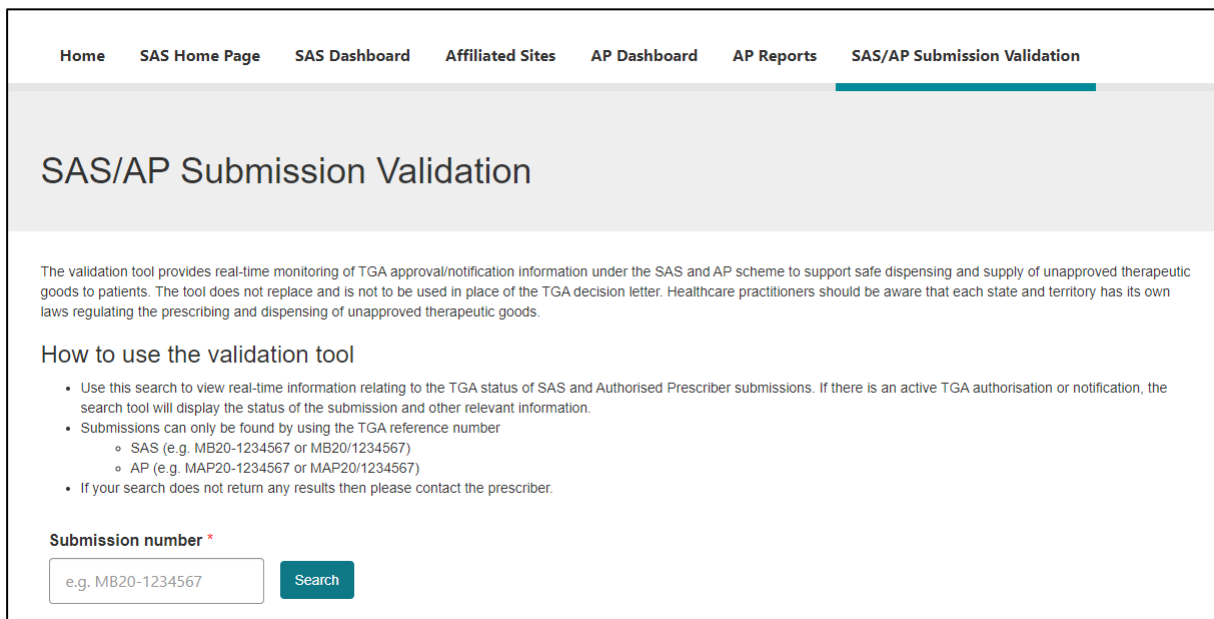 Home SAS Home Page SAS Dashboard Affiliated Sites AP Dashboard AP Reports SAS/AP Submission Validation
SAS/AP Submission Validation
The validation tool provides real-time monitoring of TGA approval/notification information under the SAS and AP scheme to support safe dispensing and supply of unapproved therapeutic
goods to patients. The tool does not replace and is not to be used in place of the TGA decision letter. Healthcare practitioners should be aware that each state and territory has its own
laws regulating the prescribing and dispensing of unapproved therapeutic goods.
How to use the validation tool
• Use this search to view real-time information relating to the TGA status of SAS and Authorised Prescriber submissions. If there is an active TGA authorisation or notification, the
search tool will display the status of the submission and other relevant information.
• Submissions can only be found by using the TGA reference number
◦ SAS (e.g. MB20-1234567 or MB20/1234567)
◦ AP (e.g. MAP20-1234567 or MAP20/1234567)
• If your search does not return any results then please contact the prescriber.
Submission number *
e.g. MB20-1234567 Search